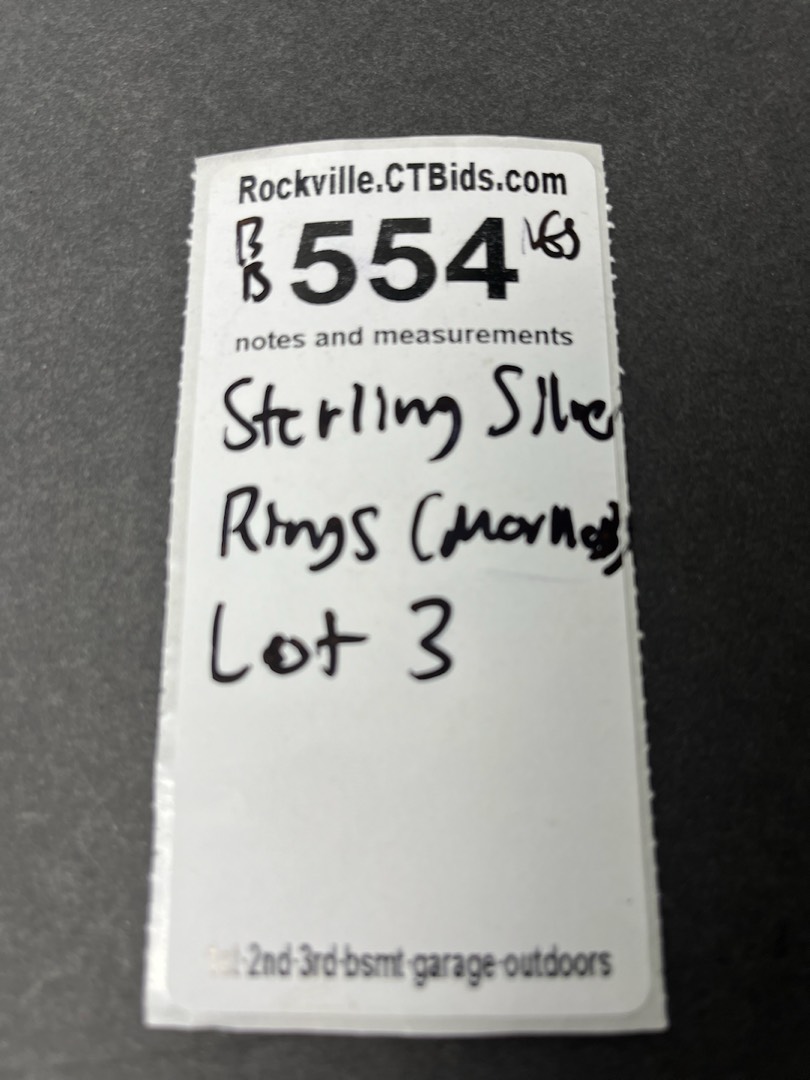 Rockville.CTBids.com
B
B 554
notes and measurements
Sterling Silve
Rings (
Lot 3
2nd-3rd-bsmt-garage-outdoors